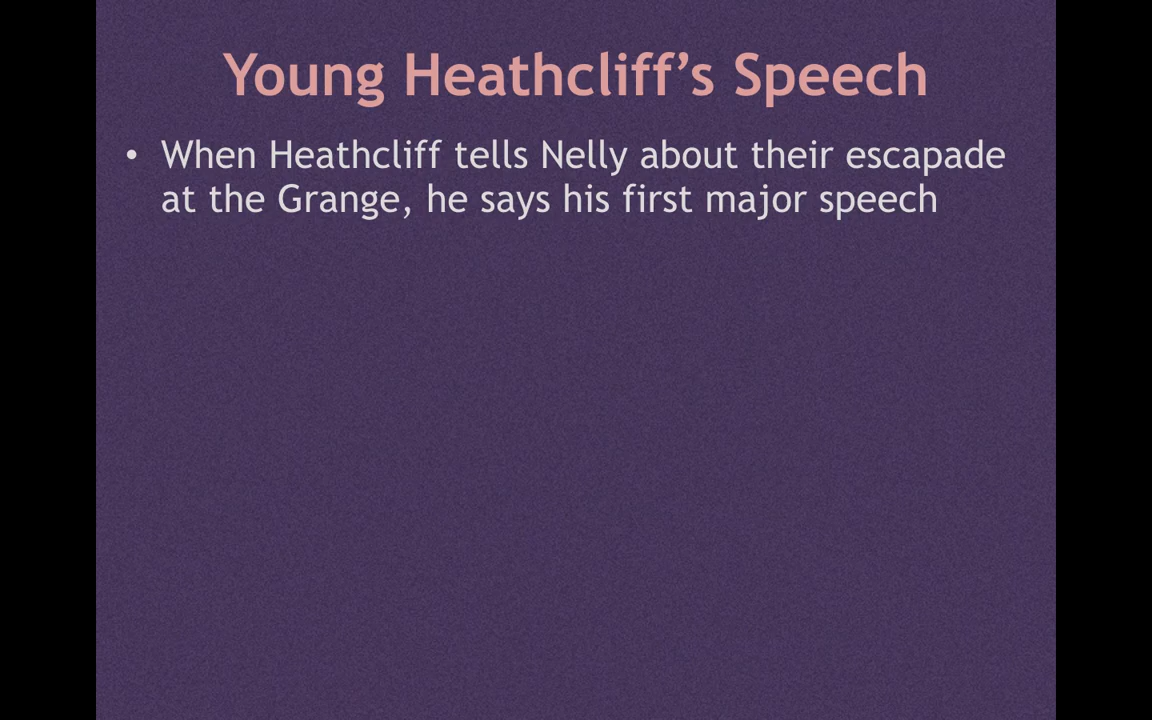 Young Heathcliff’s Speech
• When Heathcliff tells Nelly about their escapade
at the Grange, he says his first major speech